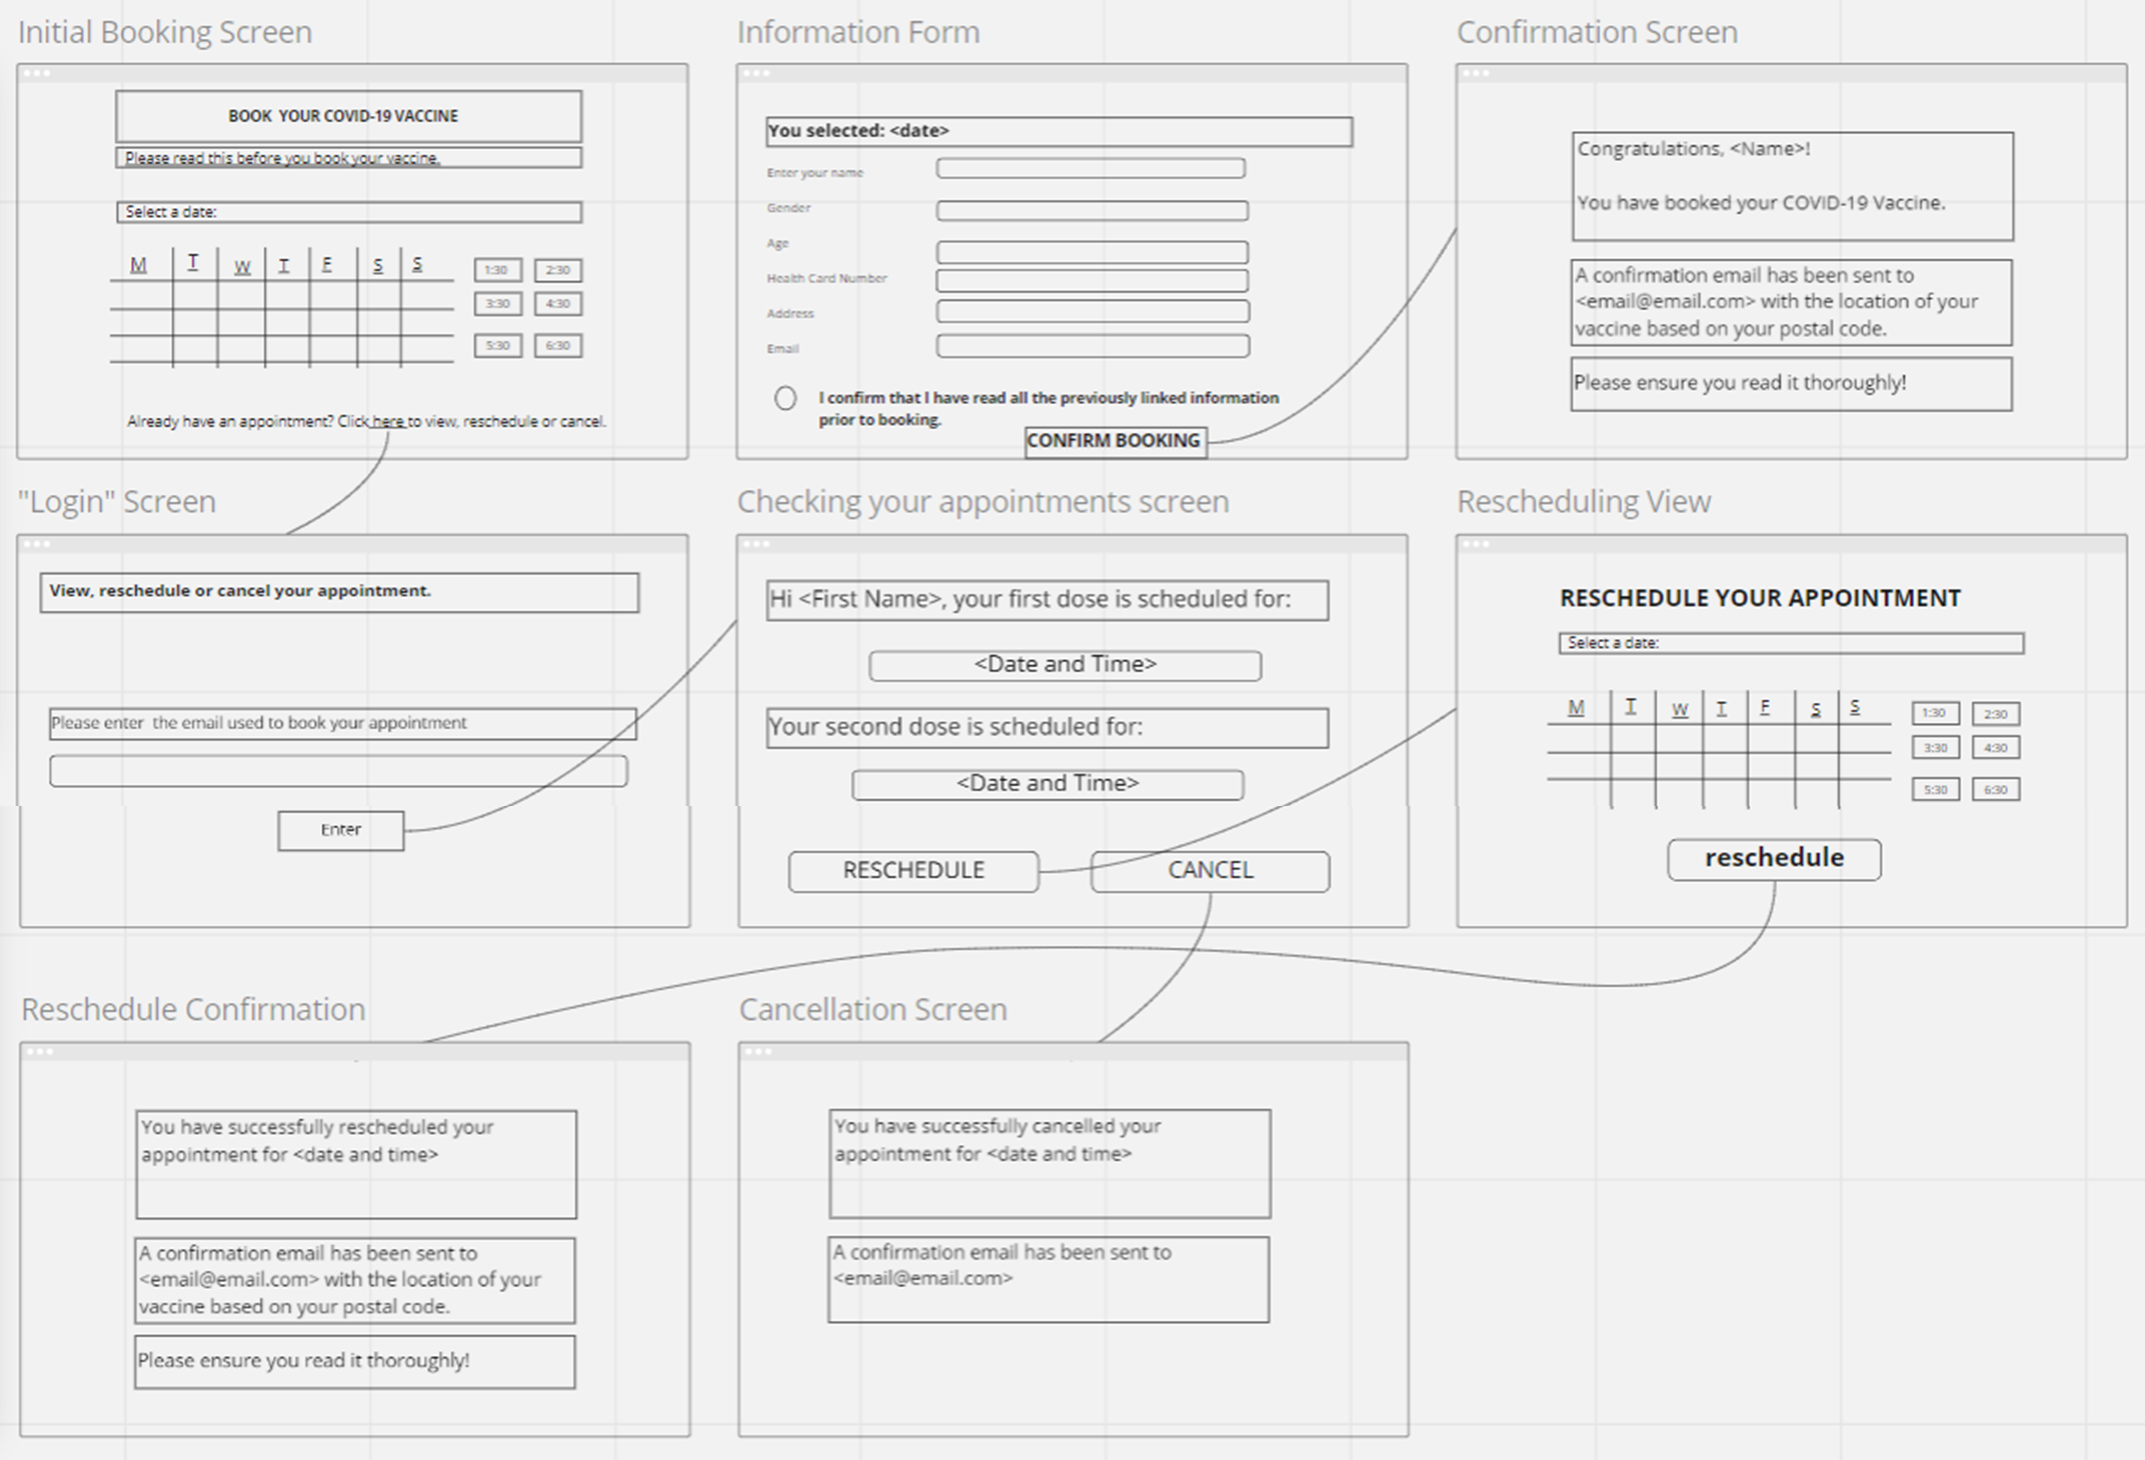 Initial Booking Screen
BOOK YOUR COVID-19 VACCINE
Please read this before you book your vaccine.
Select a date:
M T W T F S S
1:30 2:30
3:30 4:30
5:30 6:30
Already have an appointment? Click here to view, reschedule or cancel.
Information Form
You selected: <date>
Enter your name
Gender
Age
Health Card Number
Address
Email
I confirm that I have read all the previously linked information
prior to booking.
CONFIRM BOOKING
Confirmation Screen
Congratulations, <Name>!
You have booked your COVID-19 Vaccine.
A confirmation email has been sent to
<email@email.com> with the location of your
vaccine based on your postal code.
Please ensure you read it thoroughly!
"Login" Screen
View, reschedule or cancel your appointment.
Please enter the email used to book your appointment
Enter
Checking your appointments screen
Hi <First Name>, your first dose is scheduled for:
<Date and Time>
Your second dose is scheduled for:
<Date and Time>
RESCHEDULE CANCEL
Rescheduling View
RESCHEDULE YOUR APPOINTMENT
Select a date:
M T W T F S S
1:30 2:30
3:30 4:30
5:30 6:30
reschedule
Reschedule Confirmation
You have successfully rescheduled your
appointment for <date and time>
A confirmation email has been sent to
<email@email.com> with the location of your
vaccine based on your postal code.
Please ensure you read it thoroughly!
Cancellation Screen
You have successfully cancelled your
appointment for <date and time>
A confirmation email has been sent to
<email@email.com>